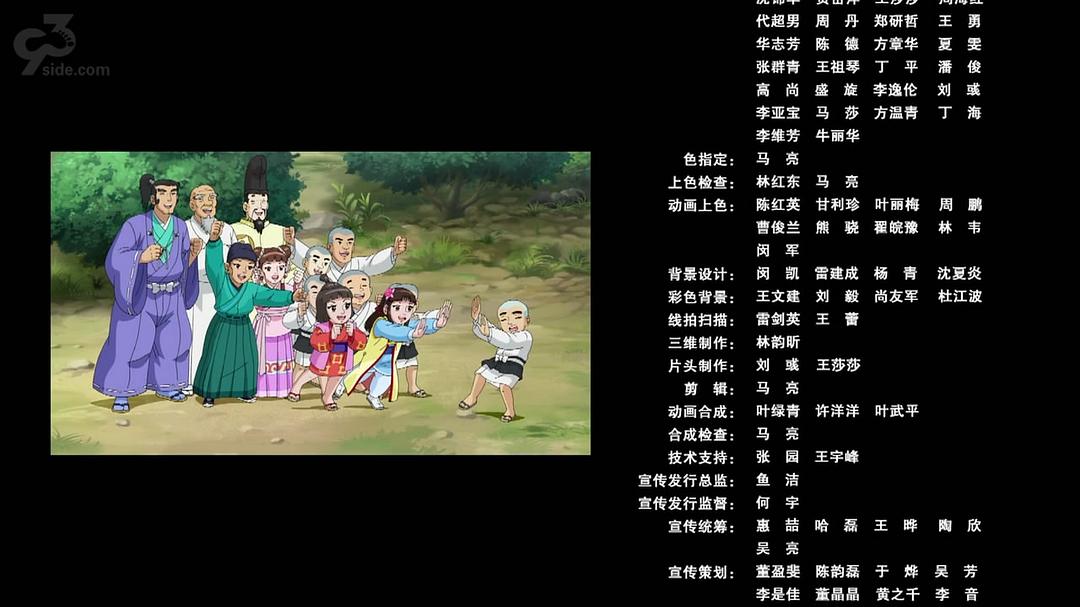 93
side.com
代超男 周 丹 郑研哲 王 勇
华志芳 陈 德 方章华 夏 雯
张群青 王祖琴 丁 平 潘 俊
高 尚 盛 旋 李逸伦 刘 彧
李亚宝 马 莎 方温青 丁 海
李维芳 牛丽华
色指定： 马 亮
上色检查： 林红东 马 亮
动画上色： 陈红英 甘利珍 叶丽梅 周 鹏
曹俊兰 熊 骁 翟皖豫 林 韦
闵 军
背景设计： 闵 凯 雷建成 杨 青 沈夏炎
彩色背景： 王文建 刘 毅 尚友军 杜江波
线拍扫描： 雷剑英 王 蕾
三维制作： 林韵昕
片头制作： 刘 彧 王莎莎
剪 辑： 马 亮
动画合成： 叶绿青 许洋洋 叶武平
合成检查： 马 亮
技术支持： 张 园 王宇峰
宣传发行总监： 鱼 洁
宣传发行监督： 何 宇
宣传统筹： 惠 喆 哈 磊 王 晔 陶 欣
吴 亮
宣传策划： 董盈斐 陈韵磊 于 烨 吴 芳
李是佳 董晶晶 黄之千 李 音